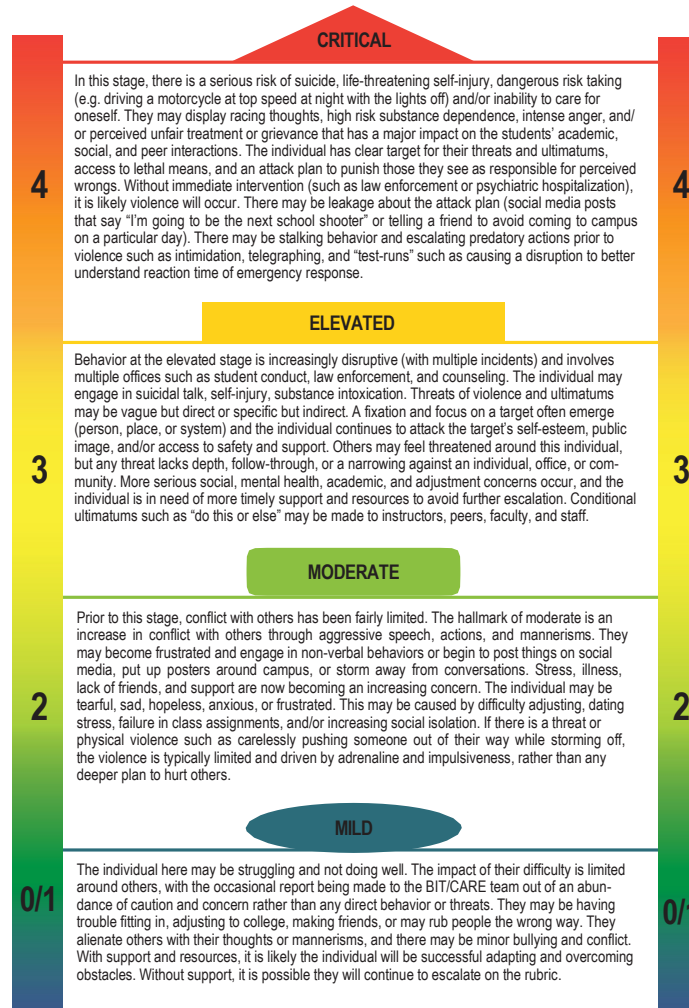 CRITICAL
In this stage, there is a serious risk of suicide, life-threatening self-injury, dangerous risk taking
(e.g. driving a motorcycle at top speed at night with the lights off) and/or inability to care for
oneself. They may display racing thoughts, high risk substance dependence, intense anger, and/
or perceived unfair treatment or grievance that has a major impact on the students’ academic,
social, and peer interactions. The individual has clear target for their threats and ultimatums,
access to lethal means, and an attack plan to punish those they see as responsible for perceived
wrongs. Without immediate intervention (such as law enforcement or psychiatric hospitalization),
it is likely violence will occur. There may be leakage about the attack plan (social media posts
that say “I’m going to be the next school shooter” or telling a friend to avoid coming to campus
on a particular day). There may be stalking behavior and escalating predatory actions prior to
violence such as intimidation, telegraphing, and “test-runs” such as causing a disruption to better
understand reaction time of emergency response.
4
4
ELEVATED
Behavior at the elevated stage is increasingly disruptive (with multiple incidents) and involves
multiple offices such as student conduct, law enforcement, and counseling. The individual may
engage in suicidal talk, self-injury, substance intoxication. Threats of violence and ultimatums
may be vague but direct or specific but indirect. A fixation and focus on a target often emerge
(person, place, or system) and the individual continues to attack the target’s self-esteem, public
image, and/or access to safety and support. Others may feel threatened around this individual,
but any threat lacks depth, follow-through, or a narrowing against an individual, office, or com-
munity. More serious social, mental health, academic, and adjustment concerns occur, and the
individual is in need of more timely support and resources to avoid further escalation. Conditional
ultimatums such as “do this or else” may be made to instructors, peers, faculty, and staff.
3
3
MODERATE
Prior to this stage, conflict with others has been fairly limited. The hallmark of moderate is an
increase in conflict with others through aggressive speech, actions, and mannerisms. They
may become frustrated and engage in non-verbal behaviors or begin to post things on social
media, put up posters around campus, or storm away from conversations. Stress, illness,
lack of friends, and support are now becoming an increasing concern. The individual may be
tearful, sad, hopeless, anxious, or frustrated. This may be caused by difficulty adjusting, dating
stress, failure in class assignments, and/or increasing social isolation. If there is a threat or
physical violence such as carelessly pushing someone out of their way while storming off,
the violence is typically limited and driven by adrenaline and impulsiveness, rather than any
deeper plan to hurt others.
2
2
MILD
The individual here may be struggling and not doing well. The impact of their difficulty is limited
around others, with the occasional report being made to the BIT/CARE team out of an abun-
dance of caution and concern rather than any direct behavior or threats. They may be having
trouble fitting in, adjusting to college, making friends, or may rub people the wrong way. They
alienate others with their thoughts or mannerisms, and there may be minor bullying and conflict.
With support and resources, it is likely the individual will be successful adapting and overcoming
obstacles. Without support, it is possible they will continue to escalate on the rubric.
0/1
0/